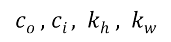 c_o , c_i , k_h , k_w